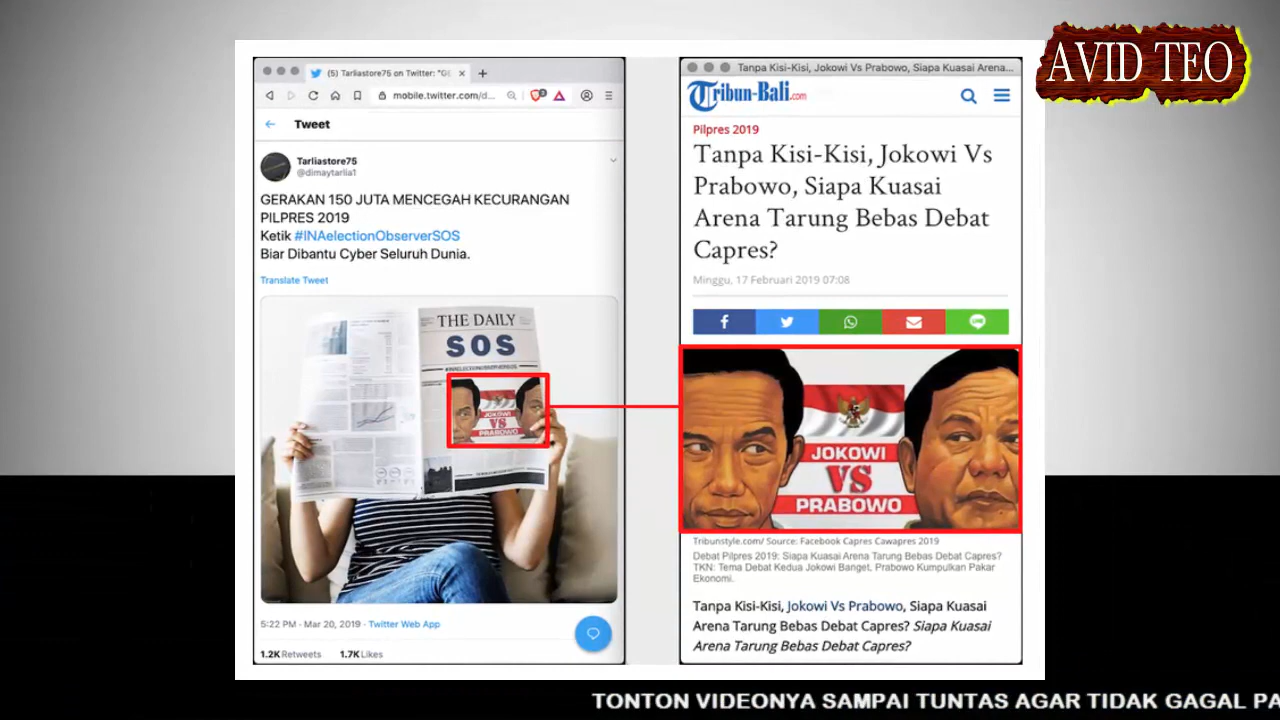 AVID TEO
(5) Tarliastore75 on Twitter: "GE
mobile.twitter.com/d...
Tweet
Tarliastore75
@dimaytarlia1
GERAKAN 150 JUTA MENCEGAH KECURANGAN
PILPRES 2019
Ketik #INAelectionObserverSOS
Biar Dibantu Cyber Seluruh Dunia.
Translate Tweet
THE DAILY
SOS
JOKOWI
VS
PRABOWO
5:22 PM · Mar 20, 2019 · Twitter Web App
1.2K Retweets 1.7K Likes
Tanpa Kisi-Kisi, Jokowi Vs Prabowo, Siapa Kuasai Arena...
Tribun-Bali.com
Pilpres 2019
Tanpa Kisi-Kisi, Jokowi Vs
Prabowo, Siapa Kuasai
Arena Tarung Bebas Debat
Capres?
Minggu, 17 Februari 2019 07:08
JOKOWI
VS
PRABOWO
Tribunstyle.com/ Source: Facebook Capres Cawapres 2019
Debat Pilpres 2019: Siapa Kuasai Arena Tarung Bebas Debat Capres?
TKN: Tema Debat Kedua Jokowi Banget, Prabowo Kumpulkan Pakar
Ekonomi.
Tanpa Kisi-Kisi, Jokowi Vs Prabowo, Siapa Kuasai
Arena Tarung Bebas Debat Capres? Siapa Kuasai
Arena Tarung Bebas Debat Capres?
TONTON VIDEONYA SAMPAI TUNTAS AGAR TIDAK GAGAL PA